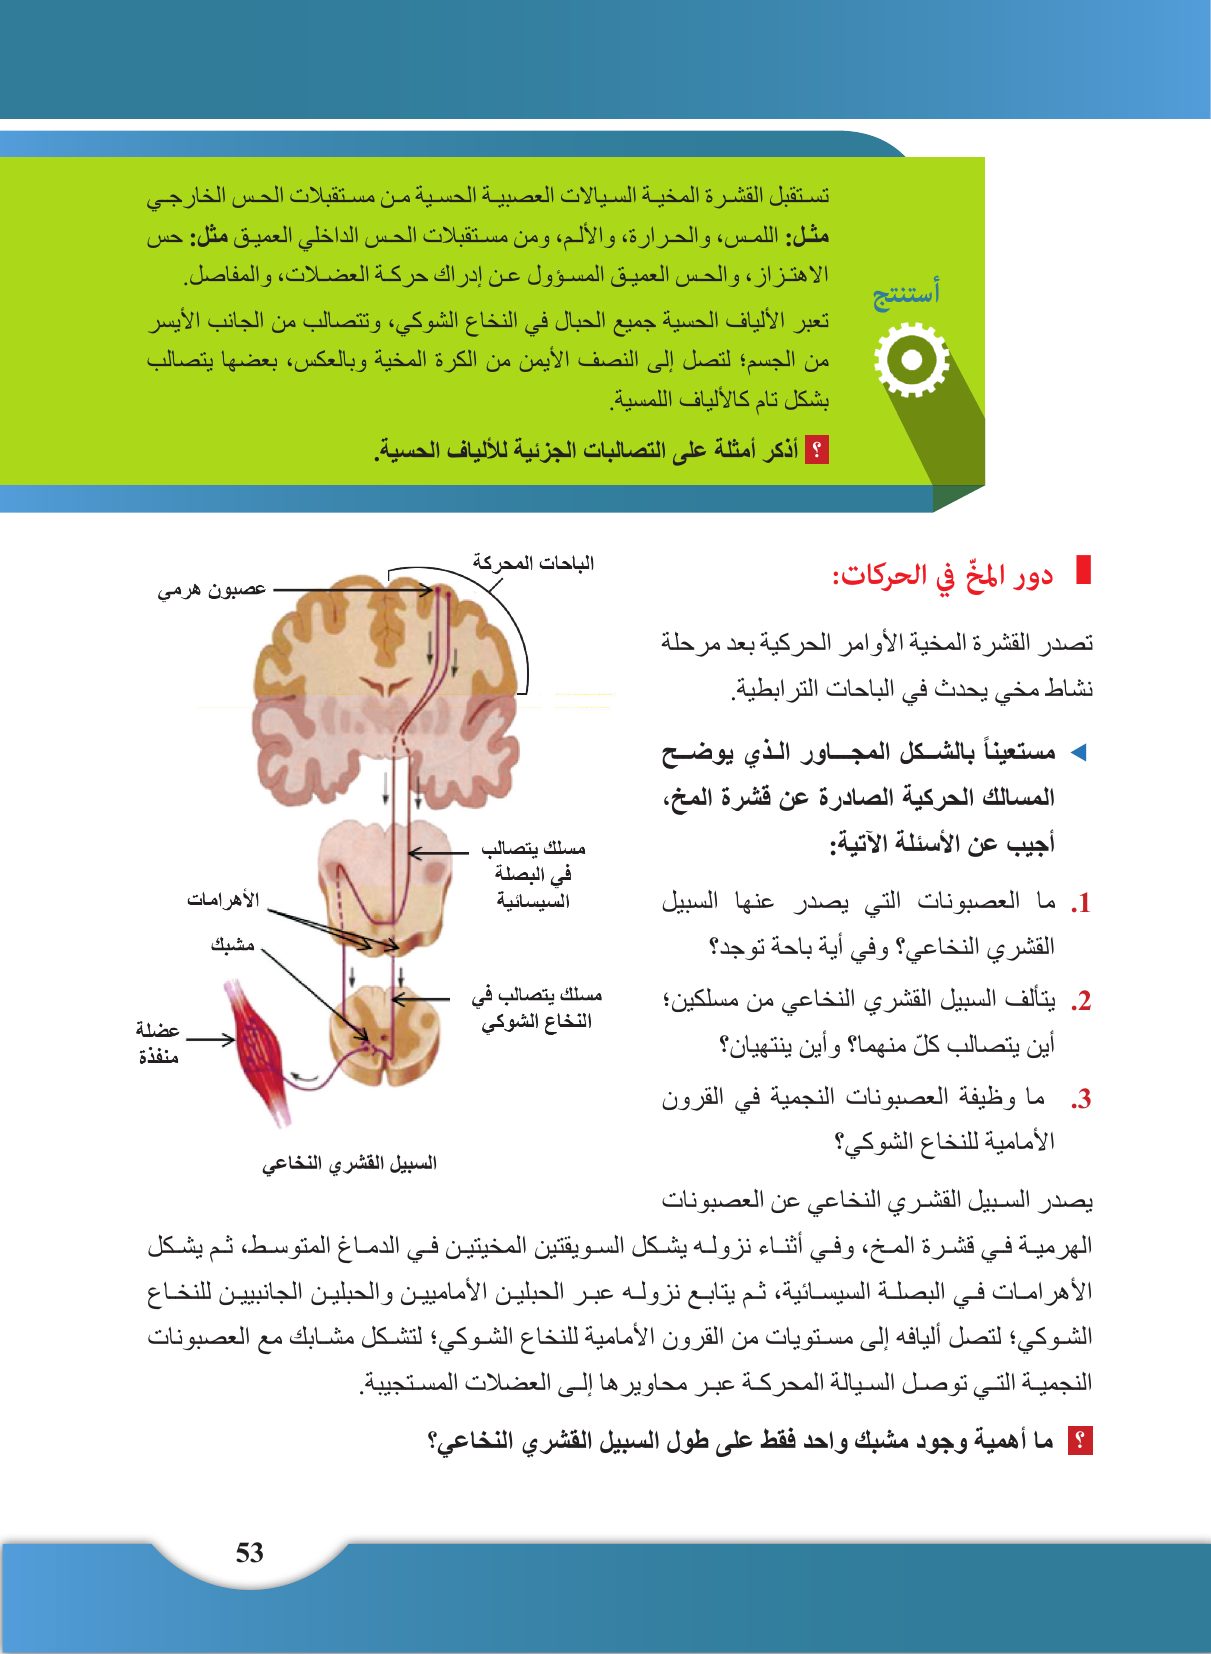 تستقبل القشرة المخية السيالات العصبية الحسية من مستقبلات الحس الخارجي
مثل: اللمس، والحرارة، والألم، ومن مستقبلات الحس الداخلي العميق مثل: حس
الاهتزاز، والحس العميق المسؤول عن إدراك حركة العضلات، والمفاصل.
أستنتج
تعبر الألياف الحسية جميع الحبال في النخاع الشوكي، وتتصالب من الجانب الأيسر
من الجسم؛ لتصل إلى النصف الأيمن من الكرة المخية وبالعكس، بعضها يتصالب
بشكل تام كالألياف اللمسية.
؟ أذكر أمثلة على التصالبات الجزئية للألياف الحسية.
دور المخّ في الحركات:
تصدر القشرة المخية الأوامر الحركية بعد مرحلة
نشاط مخي يحدث في الباحات الترابطية.
مستعيناً بالشكل المجاور الذي يوضح
المسالك الحركية الصادرة عن قشرة المخ،
أجيب عن الأسئلة الآتية:
1. ما العصبونات التي يصدر عنها السبيل
القشري النخاعي؟ وفي أية باحة توجد؟
2. يتألف السبيل القشري النخاعي من مسلكين؛
أين يتصالب كلّ منهما؟ وأين ينتهيان؟
3. ما وظيفة العصبونات النجمية في القرون
الأمامية للنخاع الشوكي؟
الباحات المحركة
عصبون هرمي
مسلك يتصالب
في البصلة
السيسائية
الأهرامات
مشبك
مسلك يتصالب في
النخاع الشوكي
عضلة
منفذة
السبيل القشري النخاعي
يصدر السبيل القشري النخاعي عن العصبونات
الهرمية في قشرة المخ، وفي أثناء نزوله يشكل السويقتين المخيتين في الدماغ المتوسط، ثم يشكل
الأهرامات في البصلة السيسائية، ثم يتابع نزوله عبر الحبلين الأماميين والحبلين الجانبيين للنخاع
الشوكي؛ لتصل أليافه إلى مستويات من القرون الأمامية للنخاع الشوكي؛ لتشكل مشابك مع العصبونات
النجمية التي توصل السيالة المحركة عبر محاويرها إلى العضلات المستجيبة.
؟ ما أهمية وجود مشبك واحد فقط على طول السبيل القشري النخاعي؟
53